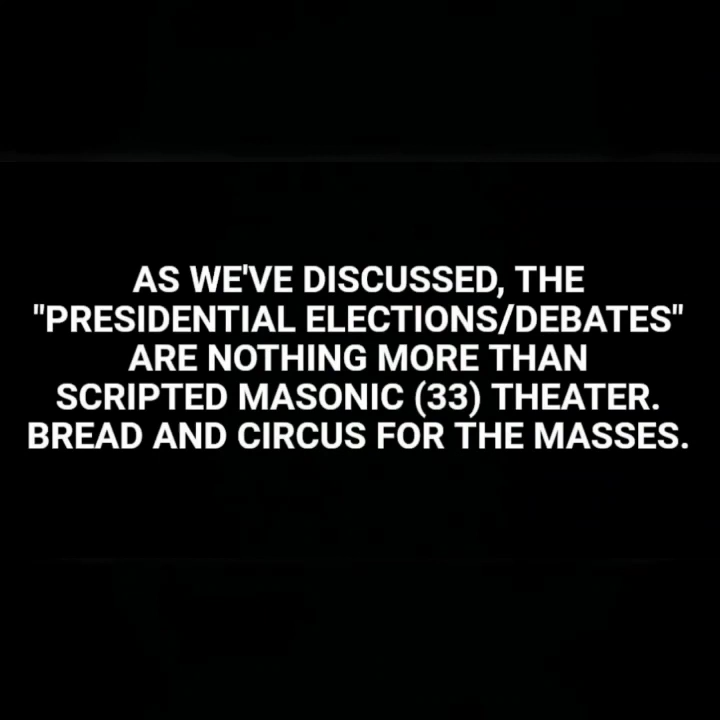 AS WE'VE DISCUSSED, THE
"PRESIDENTIAL ELECTIONS/DEBATES"
ARE NOTHING MORE THAN
SCRIPTED MASONIC (33) THEATER.
BREAD AND CIRCUS FOR THE MASSES.